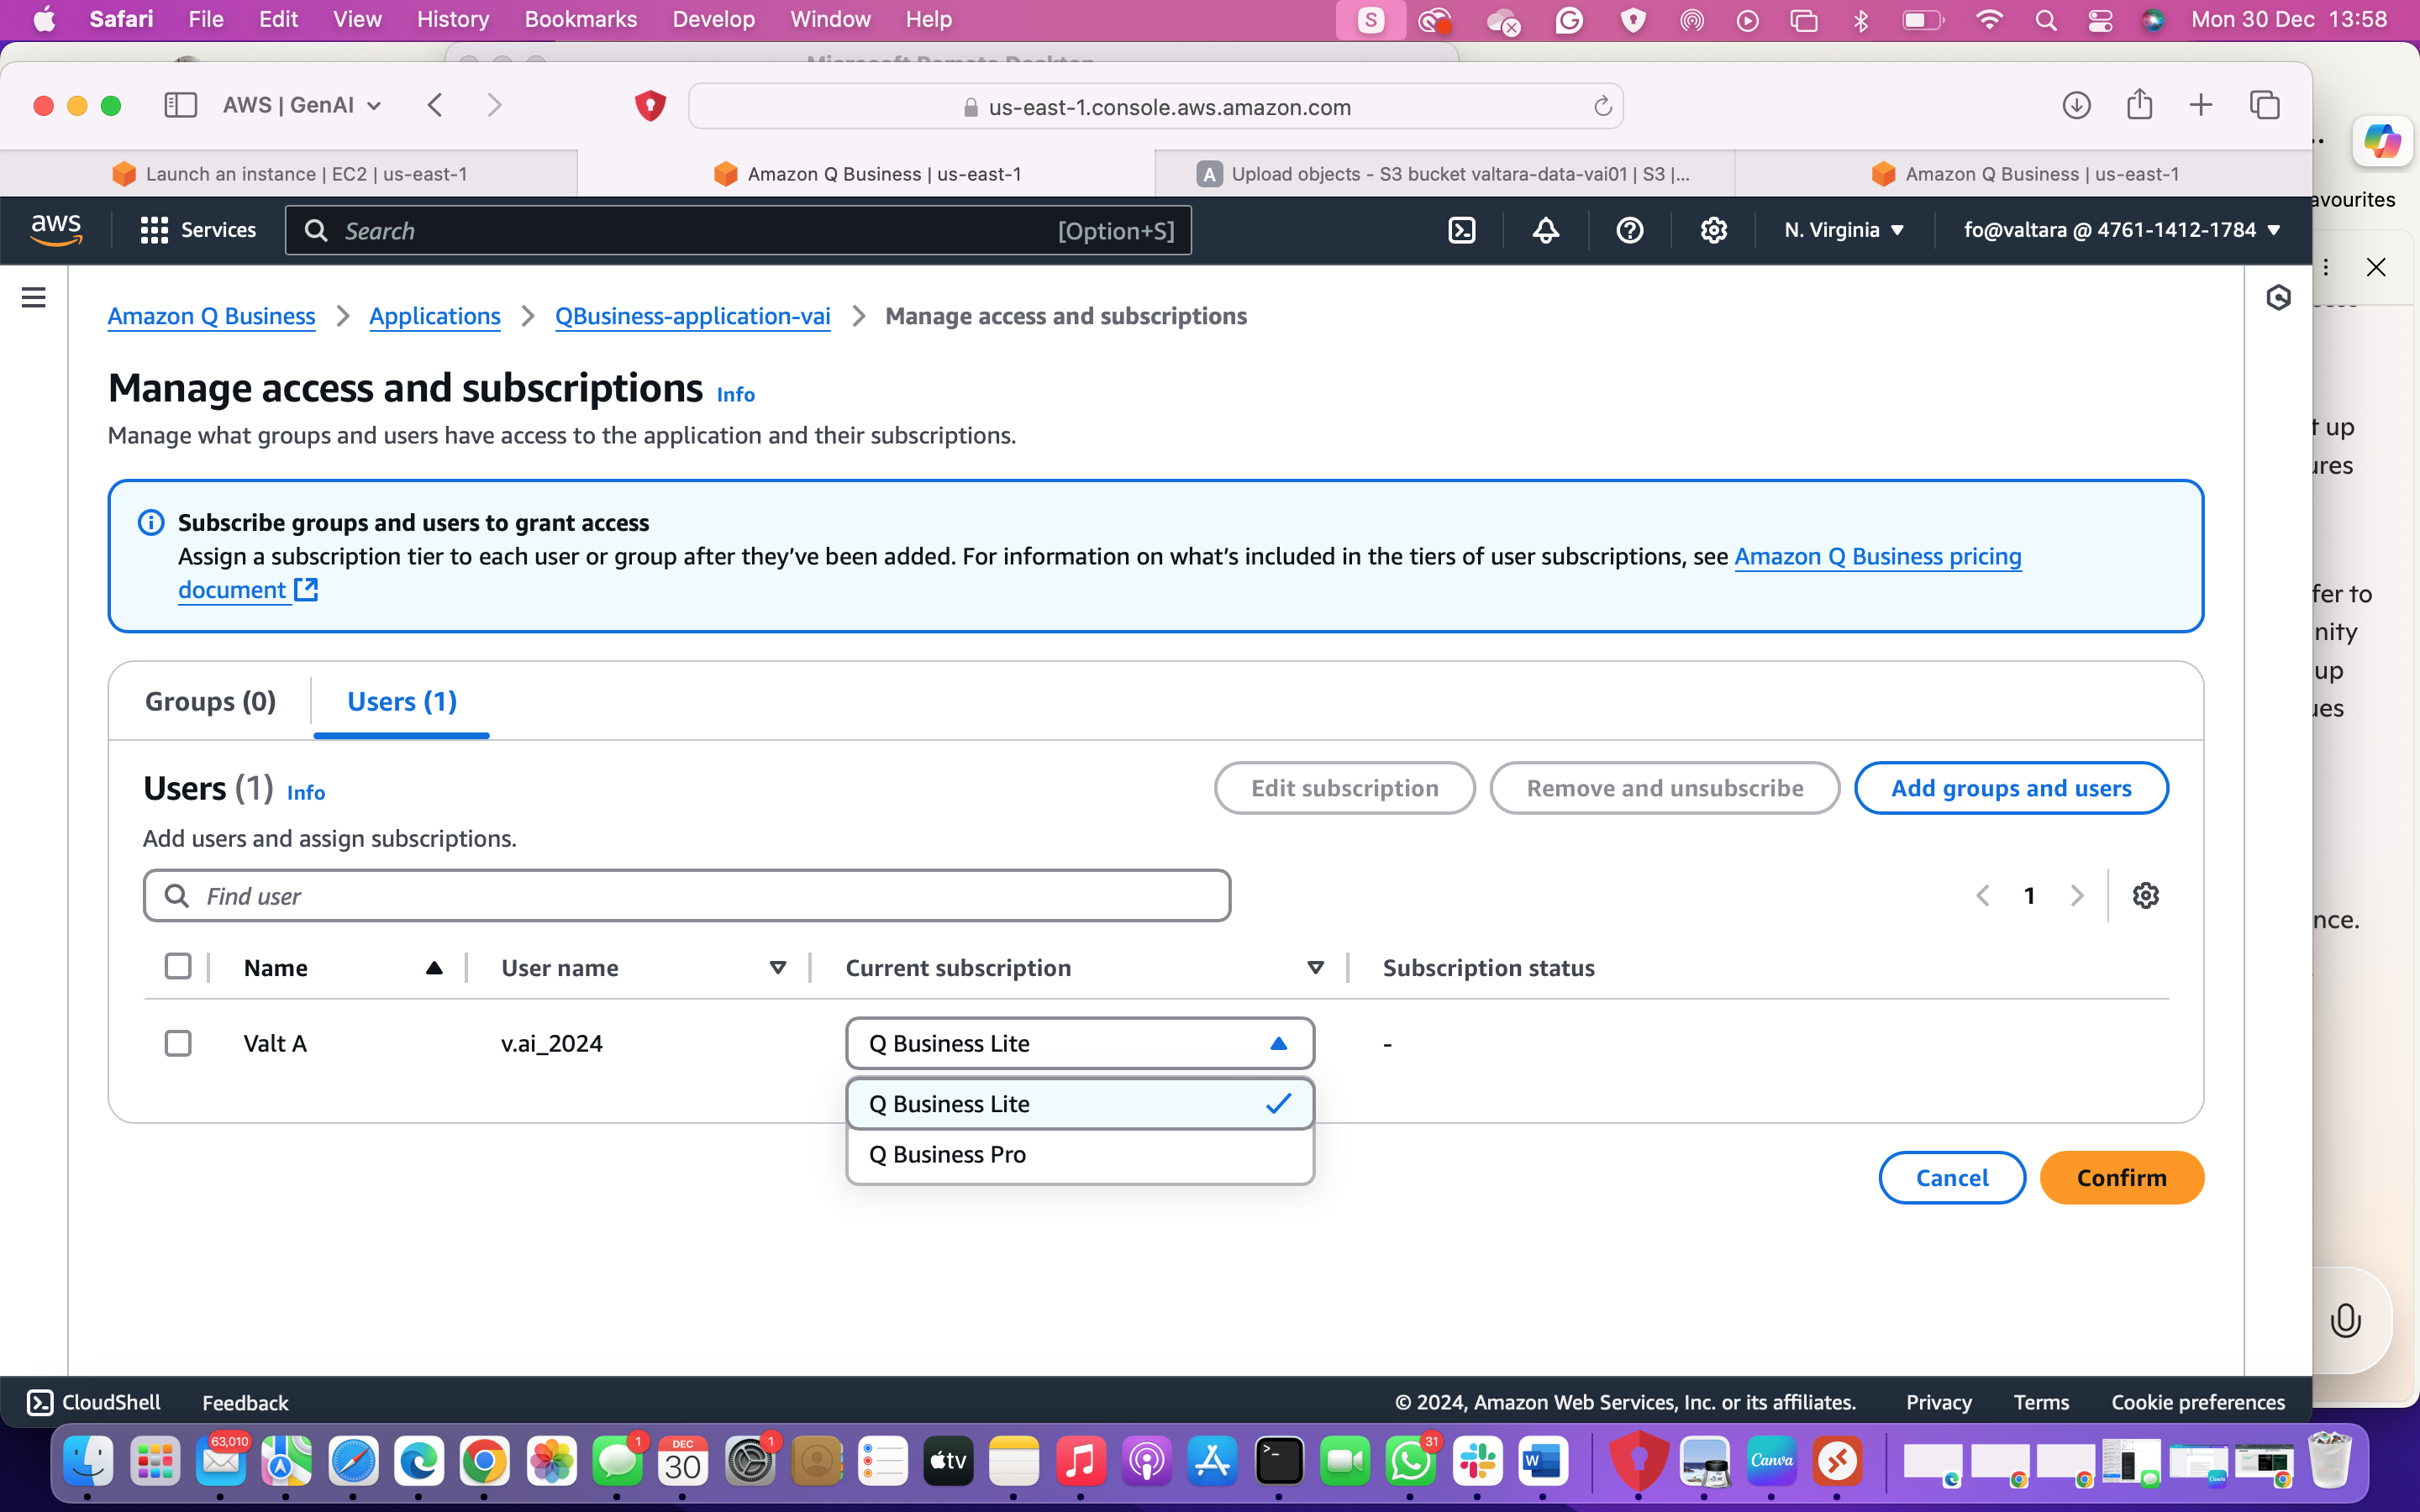 Safari File Edit View History Bookmarks Develop Window Help Mon 30 Dec 13:58
AWS | GenAI us-east-1.console.aws.amazon.com
Launch an instance | EC2 | us-east-1 Amazon Q Business | us-east-1 A Upload objects - S3 bucket valtara-data-vai01 | S3 |... Amazon Q Business | us-east-1
avourites
aws Services Search [Option+S] N. Virginia fo@valtara @ 4761-1412-1784
Amazon Q Business > Applications > QBusiness-application-vai > Manage access and subscriptions
Manage access and subscriptions Info
Manage what groups and users have access to the application and their subscriptions.
Subscribe groups and users to grant access
Assign a subscription tier to each user or group after they've been added. For information on what's included in the tiers of user subscriptions, see Amazon Q Business pricing
document
t up
ures
fer to
nity
up
ues
nce.
Groups (0) Users (1)
Users (1) Info Edit subscription Remove and unsubscribe Add groups and users
Add users and assign subscriptions.
Find user 1
Name User name Current subscription Subscription status
Valt A v.ai_2024 Q Business Lite -
Q Business Lite
Q Business Pro
Cancel Confirm
CloudShell Feedback © 2024, Amazon Web Services, Inc. or its affiliates. Privacy Terms Cookie preferences
63,010 1 DEC 30 1 tv 31 W Canva